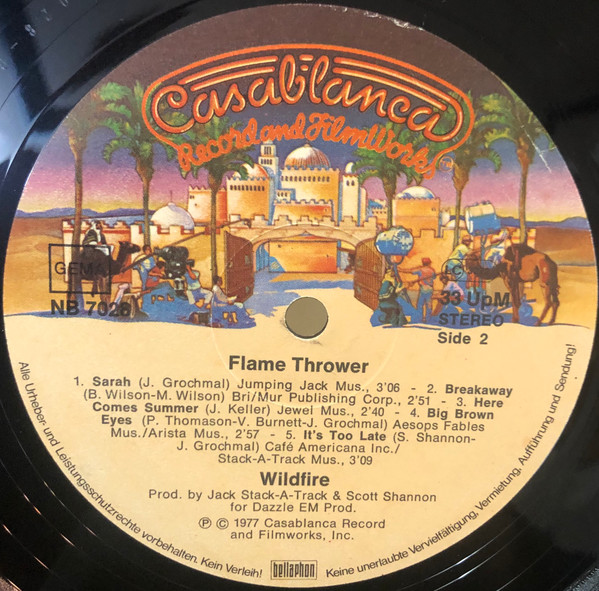 Casablanca
Record and FilmWorks
GEMA
NB 7028
LC
33 UpM
STEREO
Side 2
Flame Thrower
1. Sarah (J. Grochmal) Jumping Jack Mus., 3'06 - 2. Breakaway
(B. Wilson-M. Wilson) Bri/Mur Publishing Corp., 2'51 - 3. Here
Comes Summer (J. Keller) Jewel Mus., 2'40 - 4. Big Brown
Eyes (P. Thomason-V. Burnett-J. Grochmal) Aesops Fables
Mus./Arista Mus., 2'57 - 5. It's Too Late (S. Shannon-
J. Grochmal) Café Americana Inc./
Stack-A-Track Mus., 3'09
Wildfire
Prod. by Jack Stack-A-Track & Scott Shannon
for Dazzle EM Prod.
Ⓟ © 1977 Casablanca Record
and Filmworks, Inc.
bellaphon
Alle Urheber- und Leistungsschutzrechte vorbehalten. Kein Verleih! Keine unerlaubte Vervielfältigung, Vermietung, Aufführung und Sendung!